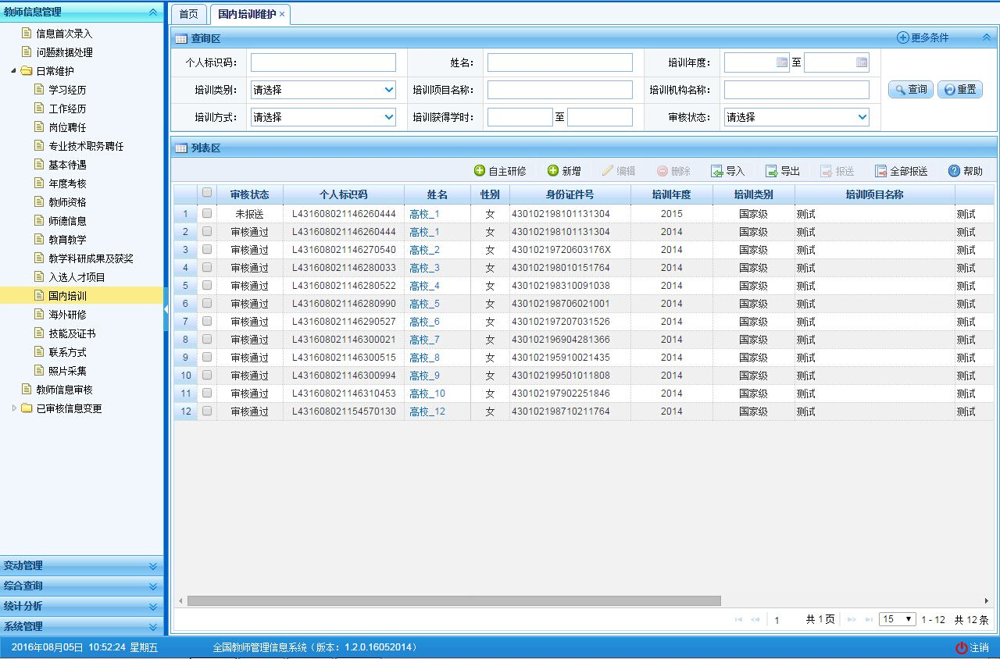 教师信息管理
信息首次录入
问题数据处理
日常维护
学习经历
工作经历
岗位聘任
专业技术职务聘任
基本待遇
年度考核
教师资格
师德信息
教育教学
教学科研成果及获奖
入选人才项目
国内培训
海外研修
技能及证书
联系方式
照片采集
教师信息审核
已审核信息变更
变动管理
综合查询
统计分析
系统管理
首页 国内培训维护 ×
查询区 更多条件
个人标识码： 姓名： 培训年度： 至
培训类别： 请选择 培训项目名称： 培训机构名称： 查询 重置
培训方式： 请选择 培训获得学时： 至 审核状态： 请选择
列表区
自主研修 新增 编辑 删除 导入 导出 报送 全部报送 帮助
审核状态 个人标识码 姓名 性别 身份证件号 培训年度 培训类别 培训项目名称
1 未报送 L431608021146260444 高校_1 女 430102198101131304 2015 国家级 测试 测试
2 审核通过 L431608021146260444 高校_1 女 430102198101131304 2014 国家级 测试 测试
3 审核通过 L431608021146270540 高校_2 女 43010219720603176X 2014 国家级 测试 测试
4 审核通过 L431608021146280033 高校_3 女 430102198010151764 2014 国家级 测试 测试
5 审核通过 L431608021146280522 高校_4 女 430102198310091038 2014 国家级 测试 测试
6 审核通过 L431608021146280990 高校_5 女 430102198706021001 2014 国家级 测试 测试
7 审核通过 L431608021146290527 高校_6 女 430102197207031526 2014 国家级 测试 测试
8 审核通过 L431608021146300021 高校_7 女 430102196904281366 2014 国家级 测试 测试
9 审核通过 L431608021146300515 高校_8 女 430102195910021435 2014 国家级 测试 测试
10 审核通过 L431608021146300994 高校_9 女 430102199501011808 2014 国家级 测试 测试
11 审核通过 L431608021146310453 高校_10 女 430102197902251846 2014 国家级 测试 测试
12 审核通过 L431608021154570130 高校_12 女 430102198710211764 2014 国家级 测试 测试
1 共 1 页 15 1 - 12 共 12 条
2016年08月05日 10:52:24 星期五 全国教师管理信息系统（版本：1.2.0.16052014） 注销